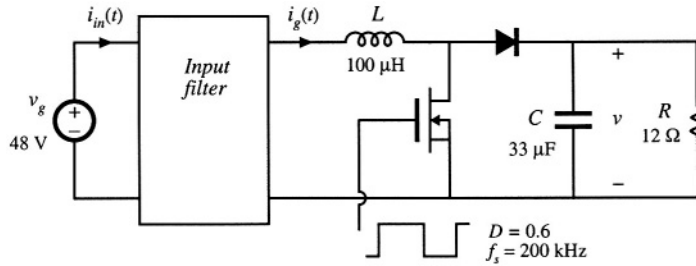 i_in(t)
i_g(t)
L
100 μH
Input
filter
v_g
+
−
48 V
C
33 μF
+
v
−
R
12 Ω
D = 0.6
f_s = 200 kHz